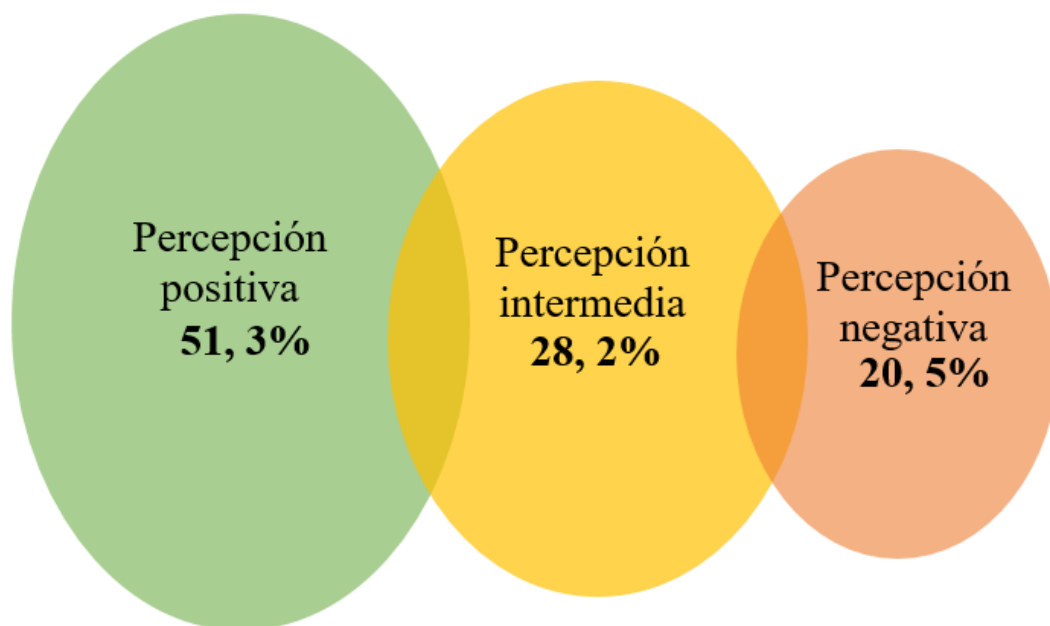 Percepción
positiva
51, 3%
Percepción
intermedia
28, 2%
Percepción
negativa
20, 5%